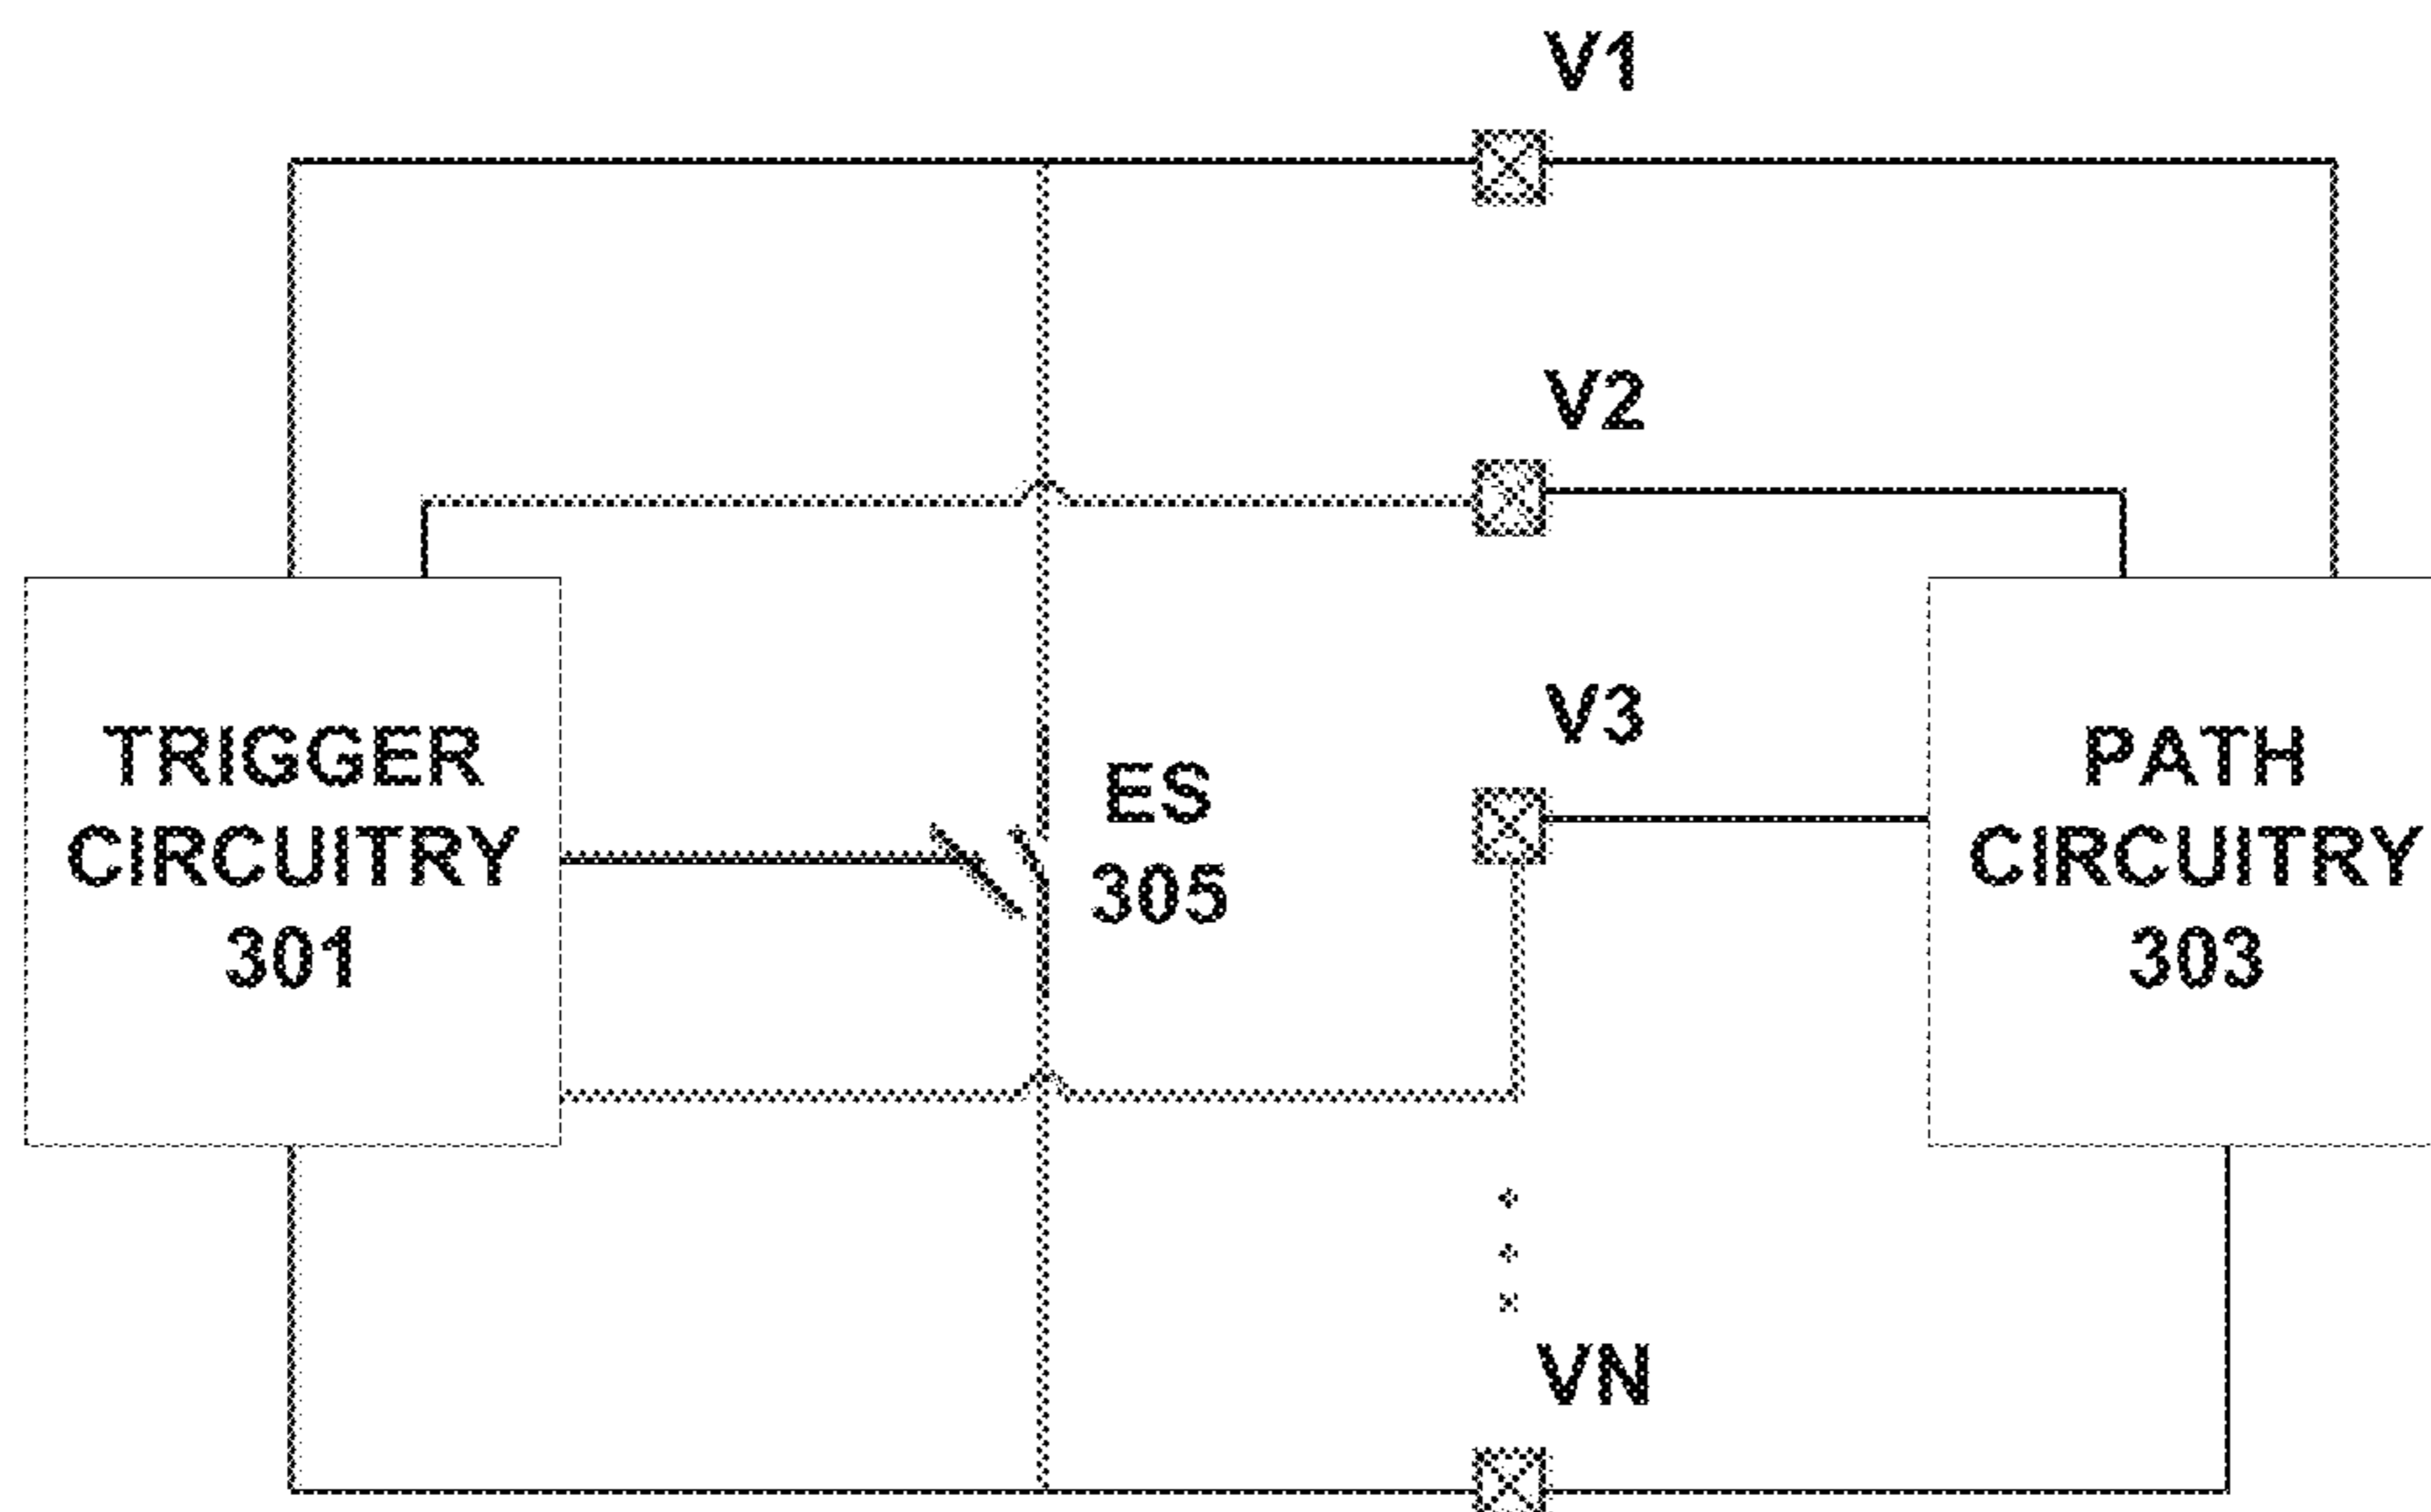 V1
V2
V3
TRIGGER
CIRCUITRY
301
ES
305
PATH
CIRCUITRY
303
VN